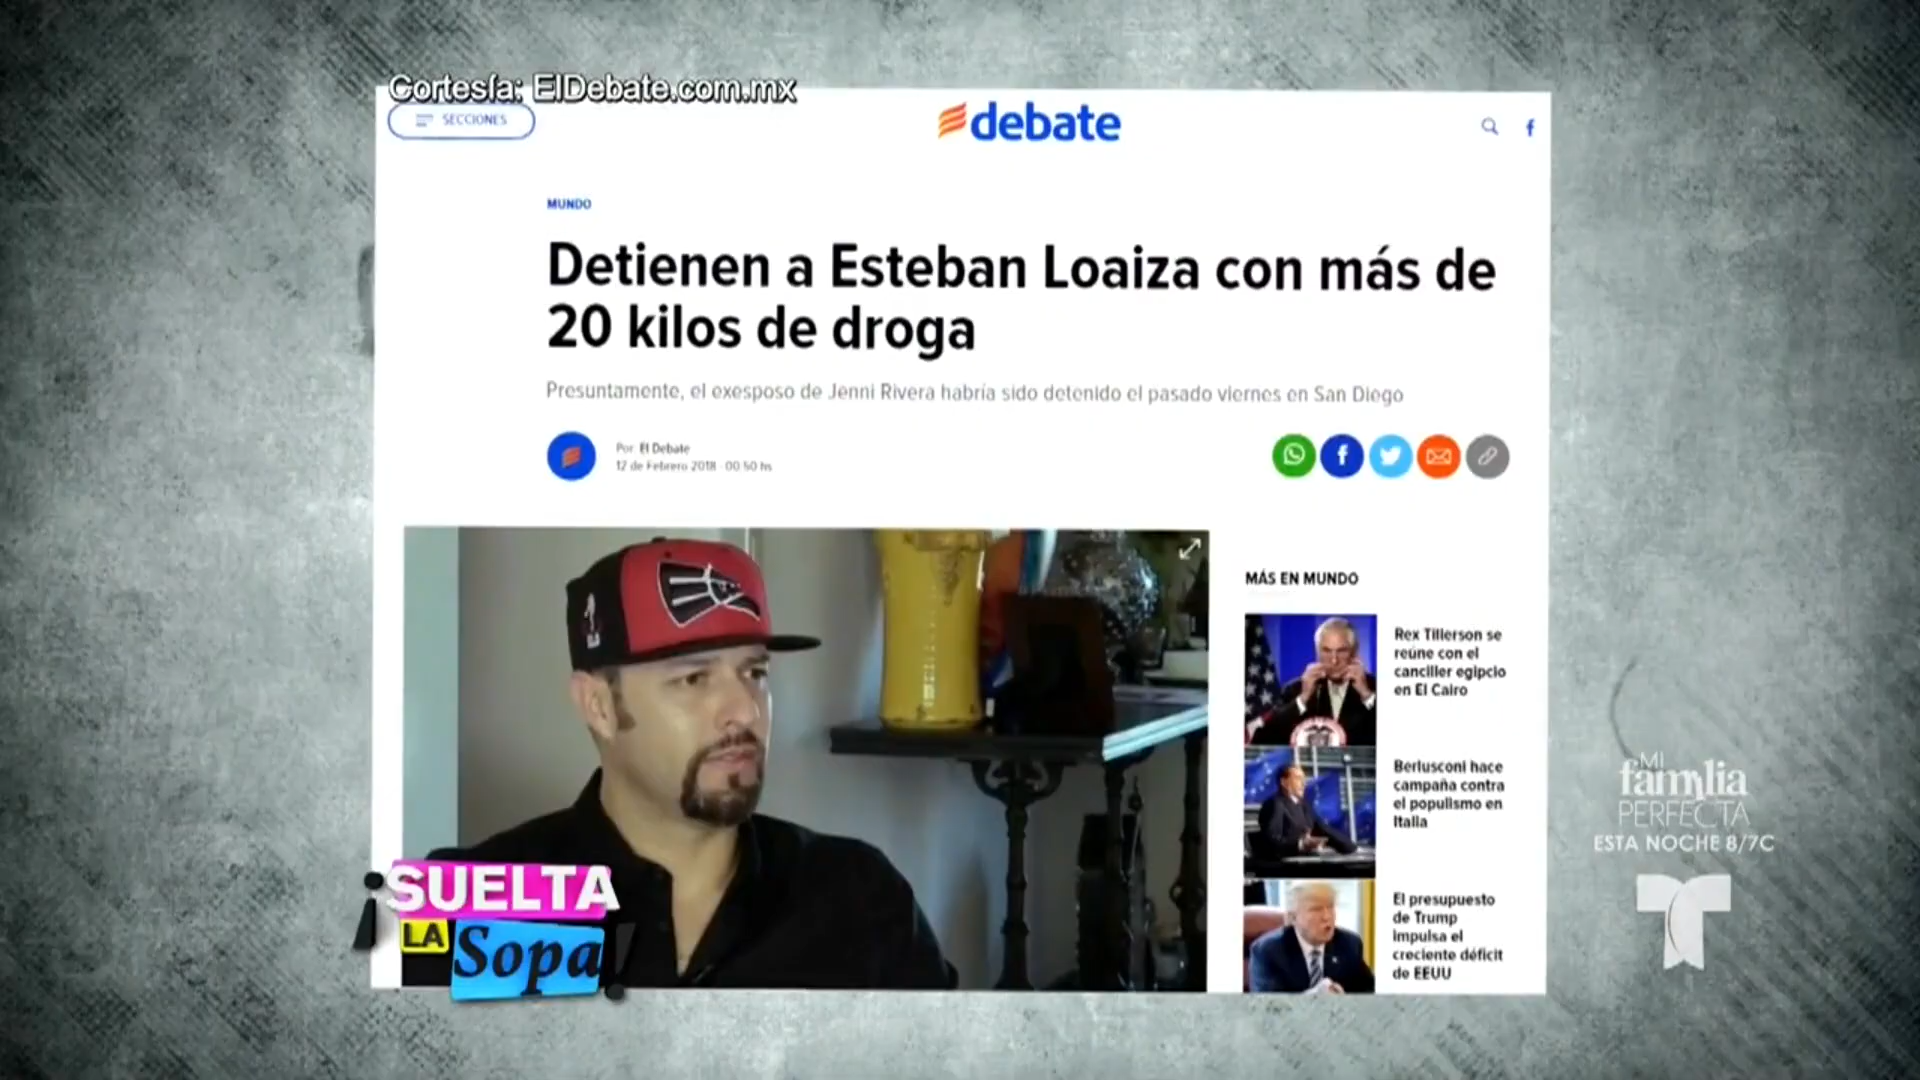 Cortesía: ElDebate.com.mx
SECCIONES
debate
MUNDO
Detienen a Esteban Loaiza con más de
20 kilos de droga
Presuntamente, el exesposo de Jenni Rivera habría sido detenido el pasado viernes en San Diego
Por El Debate
12 de Febrero 2018 - 00:50 hs
MÁS EN MUNDO
Rex Tillerson se
reúne con el
canciller egipcio
en El Cairo
Berlusconi hace
campaña contra
el populismo en
Italia
El presupuesto
de Trump
impulsa el
creciente déficit
de EEUU
¡SUELTA
LA
Sopa!
MI
familia
PERFECTA
ESTA NOCHE 8/7C